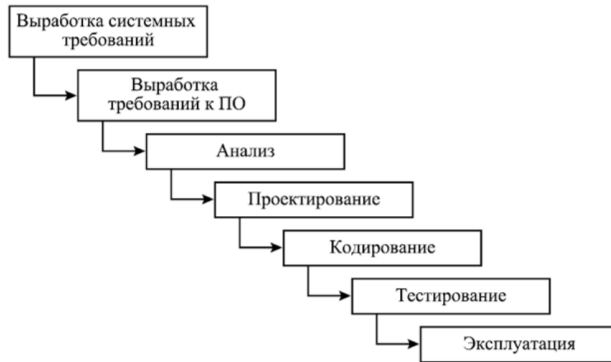 Выработка системных
требований
Выработка
требований к ПО
Анализ
Проектирование
Кодирование
Тестирование
Эксплуатация